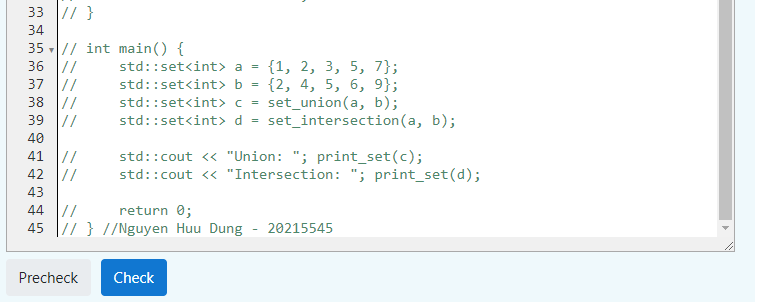 33 // }
34
35 // int main() {
36 //     std::set<int> a = {1, 2, 3, 5, 7};
37 //     std::set<int> b = {2, 4, 5, 6, 9};
38 //     std::set<int> c = set_union(a, b);
39 //     std::set<int> d = set_intersection(a, b);
40
41 //     std::cout << "Union: "; print_set(c);
42 //     std::cout << "Intersection: "; print_set(d);
43
44 //     return 0;
45 // } //Nguyen Huu Dung - 20215545
Precheck Check